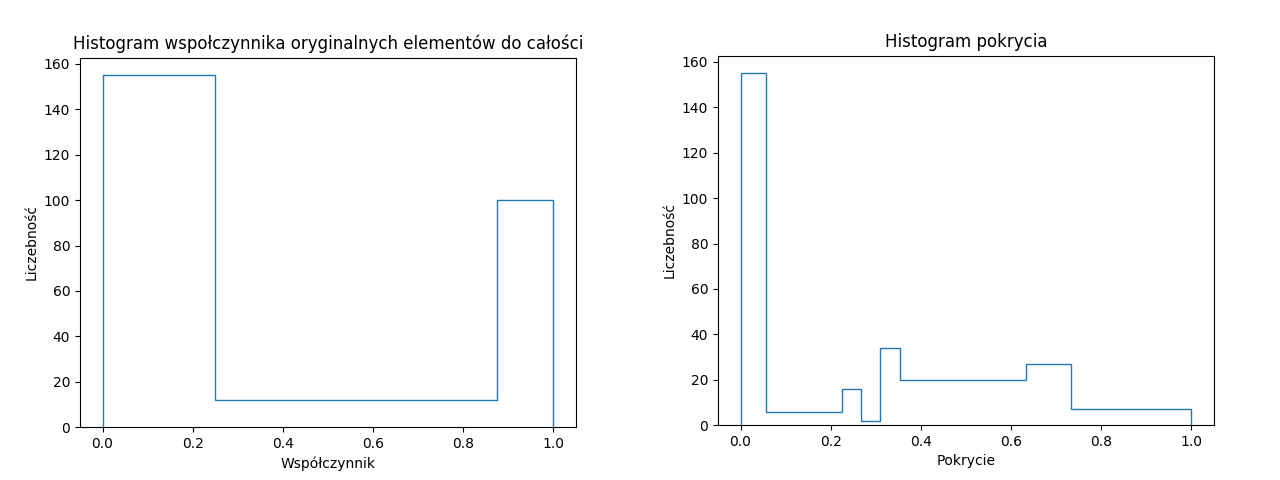 Histogram wspołczynnika oryginalnych elementów do całości
160
140
120
100
80
60
40
20
0
Liczebność
0.0 0.2 0.4 0.6 0.8 1.0
Współczynnik
Histogram pokrycia
160
140
120
100
80
60
40
20
0
Liczebność
0.0 0.2 0.4 0.6 0.8 1.0
Pokrycie